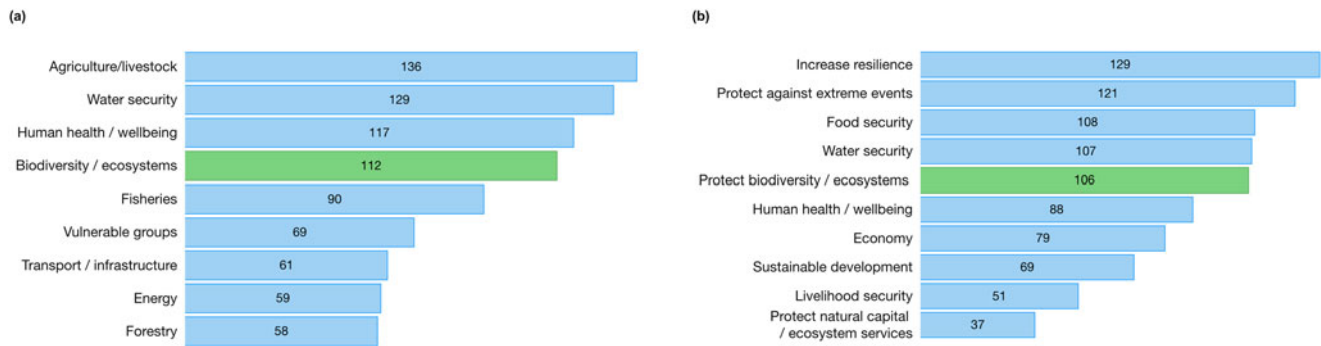 (a)
Agriculture/livestock 136
Water security 129
Human health / wellbeing 117
Biodiversity / ecosystems 112
Fisheries 90
Vulnerable groups 69
Transport / infrastructure 61
Energy 59
Forestry 58
(b)
Increase resilience 129
Protect against extreme events 121
Food security 108
Water security 107
Protect biodiversity / ecosystems 106
Human health / wellbeing 88
Economy 79
Sustainable development 69
Livelihood security 51
Protect natural capital
/ ecosystem services 37